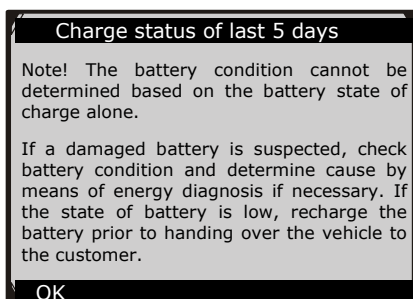 Charge status of last 5 days
Note! The battery condition cannot be
determined based on the battery state of
charge alone.
If a damaged battery is suspected, check
battery condition and determine cause by
means of energy diagnosis if necessary. If
the state of battery is low, recharge the
battery prior to handing over the vehicle to
the customer.
OK